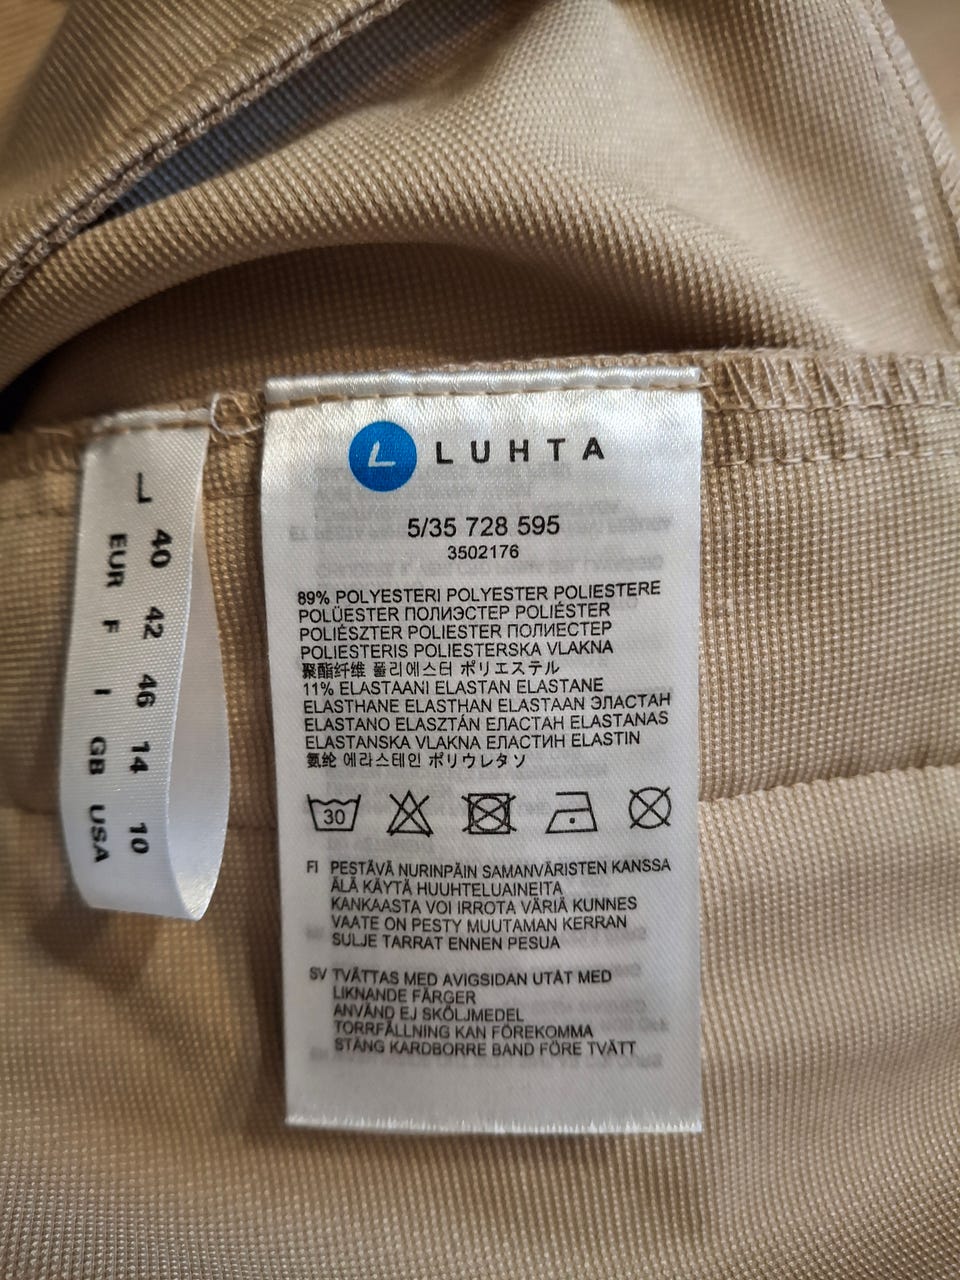 L
40 EUR
42 F
46 I
14 GB
10 USA
L LUHTA
5/35 728 595
3502176
89% POLYESTERI POLYESTER POLIESTERE
POLÜESTER ПОЛИЭСТЕР POLIÉSTER
POLIÉSZTER POLIESTER ПОЛИЕСТЕР
POLIESTERIS POLIESTERSKA VLAKNA
聚酯纤维 폴리에스터 ポリエステル
11% ELASTAANI ELASTAN ELASTANE
ELASTHANE ELASTHAN ELASTAAN ЭЛАСТАН
ELASTANO ELASZTÁN ЕЛАСТАН ELASTANAS
ELASTANSKA VLAKNA ЕЛАСТИН ELASTIN
氨纶 에라스테인 ポリウレタソ
30
FI PESTÄVÄ NURINPÄIN SAMANVÄRISTEN KANSSA
ÄLÄ KÄYTÄ HUUHTELUAINEITA
KANKAASTA VOI IRROTA VÄRIÄ KUNNES
VAATE ON PESTY MUUTAMAN KERRAN
SULJE TARRAT ENNEN PESUA
SV TVÄTTAS MED AVIGSIDAN UTÅT MED
LIKNANDE FÄRGER
ANVÄND EJ SKÖLJMEDEL
TORRFÄLLNING KAN FÖREKOMMA
STÄNG KARDBORRE BAND FÖRE TVÄTT